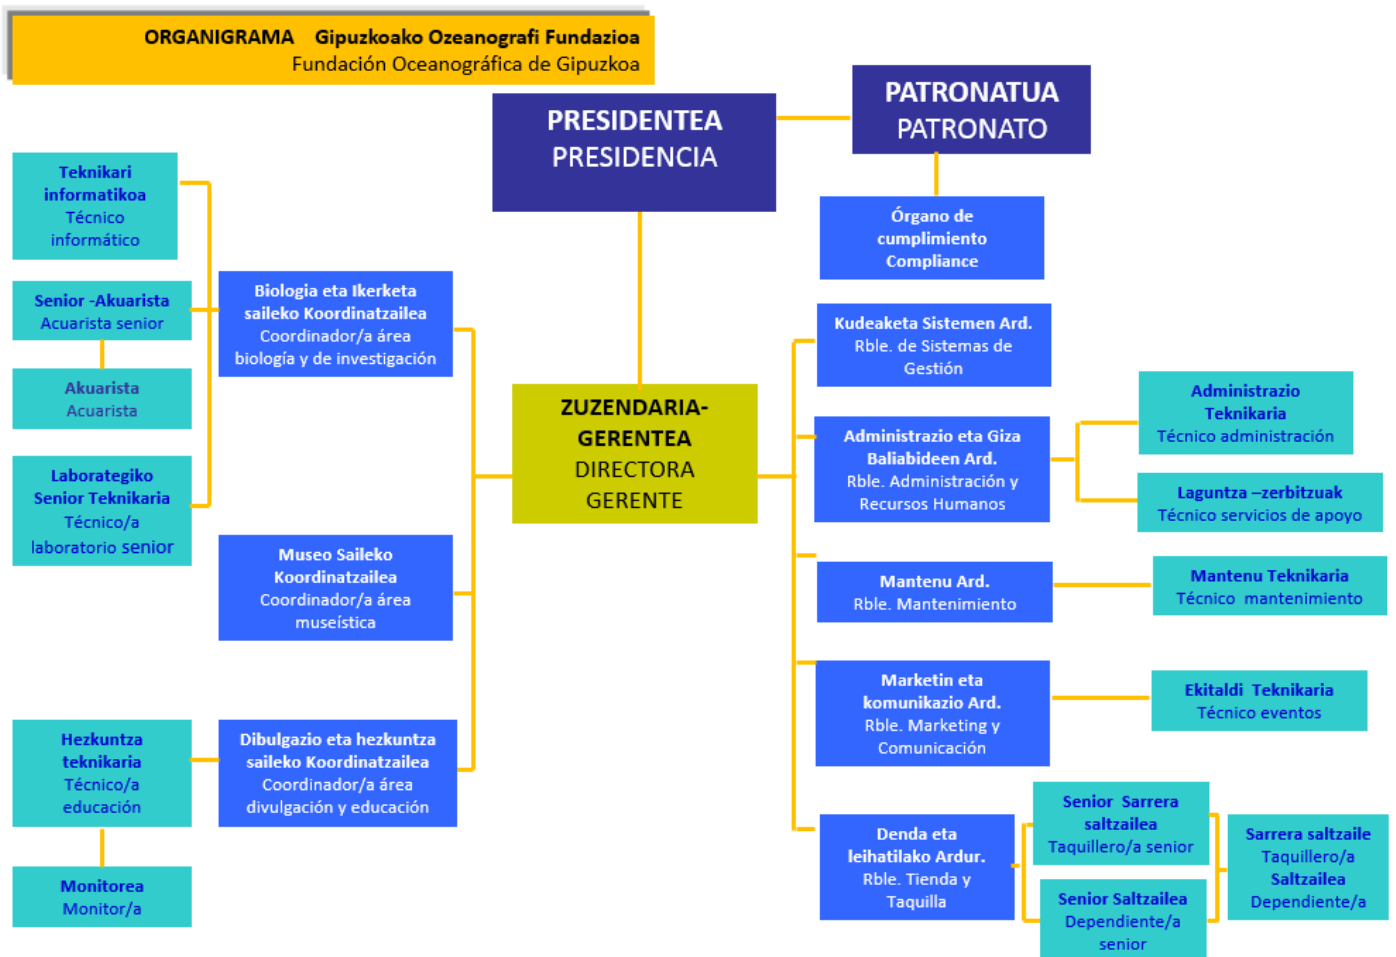 ORGANIGRAMA Gipuzkoako Ozeanografi Fundazioa
Fundación Oceanográfica de Gipuzkoa
PRESIDENTEA
PRESIDENCIA
PATRONATUA
PATRONATO
Órgano de
cumplimiento
Compliance
Teknikari
informatikoa
Técnico
informático
Senior -Akuarista
Acuarista senior
Akuarista
Acuarista
Laborategiko
Senior Teknikaria
Técnico/a
laboratorio senior
Biologia eta Ikerketa
saileko Koordinatzailea
Coordinador/a área
biología y de investigación
Museo Saileko
Koordinatzailea
Coordinador/a área
museística
Hezkuntza
teknikaria
Técnico/a
educación
Monitorea
Monitor/a
Dibulgazio eta hezkuntza
saileko Koordinatzailea
Coordinador/a área
divulgación y educación
ZUZENDARIA-
GERENTEA
DIRECTORA
GERENTE
Kudeaketa Sistemen Ard.
Rble. de Sistemas de
Gestión
Administrazio eta Giza
Baliabideen Ard.
Rble. Administración y
Recursos Humanos
Administrazio
Teknikaria
Técnico administración
Laguntza –zerbitzuak
Técnico servicios de apoyo
Mantenu Ard.
Rble. Mantenimiento
Mantenu Teknikaria
Técnico mantenimiento
Marketin eta
komunikazio Ard.
Rble. Marketing y
Comunicación
Ekitaldi Teknikaria
Técnico eventos
Denda eta
leihatilako Ardur.
Rble. Tienda y
Taquilla
Senior Sarrera
saltzailea
Taquillero/a senior
Senior Saltzailea
Dependiente/a
senior
Sarrera saltzaile
Taquillero/a
Saltzailea
Dependiente/a